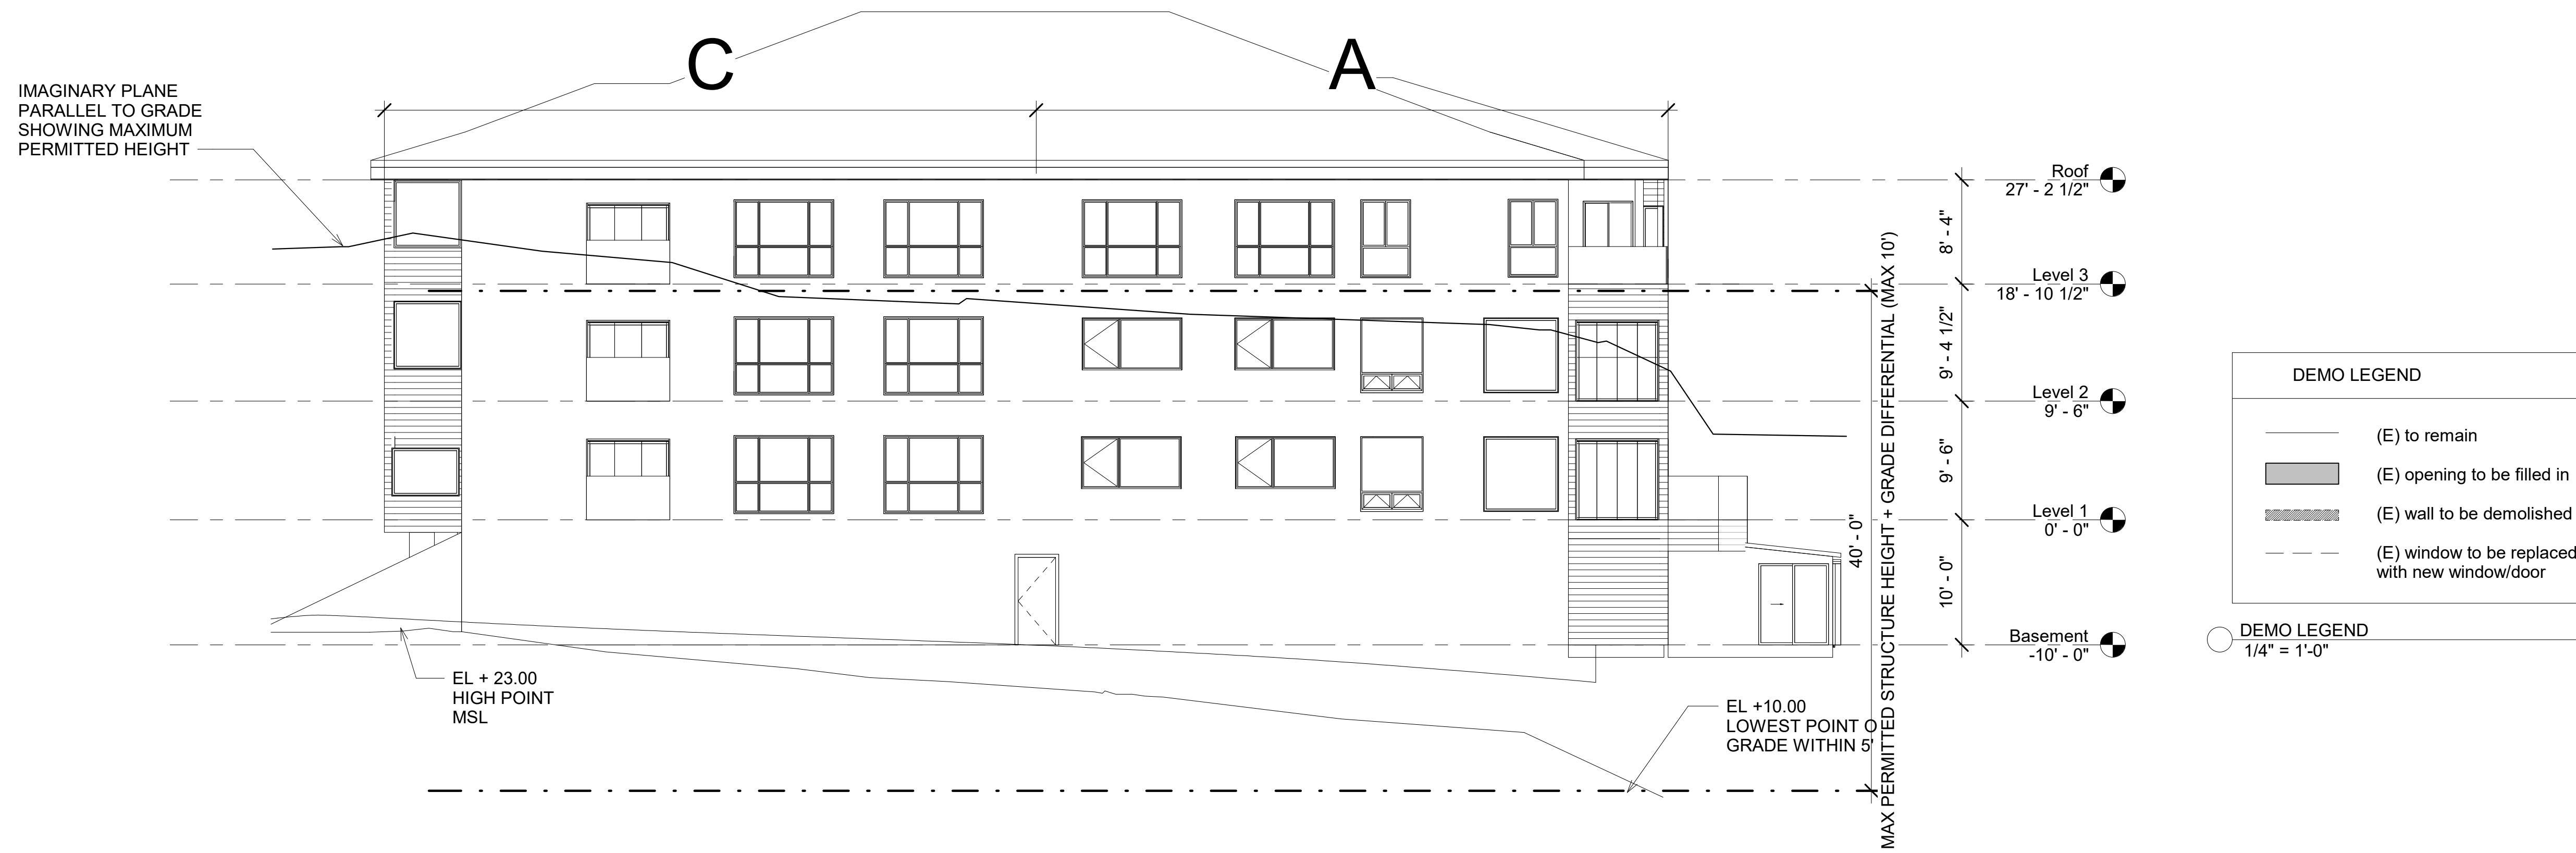 C
A
IMAGINARY PLANE
PARALLEL TO GRADE
SHOWING MAXIMUM
PERMITTED HEIGHT
Roof
27' - 2 1/2"
8' - 4"
Level 3
18' - 10 1/2"
9' - 4 1/2"
Level 2
9' - 6"
9' - 6"
Level 1
0' - 0"
10' - 0"
Basement
-10' - 0"
40' - 0"
MAX PERMITTED STRUCTURE HEIGHT + GRADE DIFFERENTIAL (MAX 10')
EL + 23.00
HIGH POINT
MSL
EL +10.00
LOWEST POINT O
GRADE WITHIN 5'
DEMO LEGEND
(E) to remain
(E) opening to be filled in
(E) wall to be demolished
(E) window to be replaced
with new window/door
DEMO LEGEND
1/4" = 1'-0"